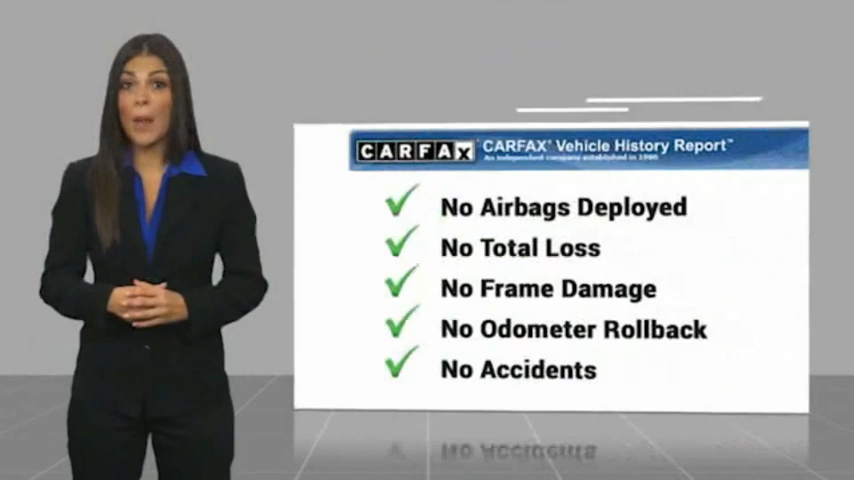 CARFAX CARFAX® Vehicle History Report™
An independent company established in 1986
No Airbags Deployed
No Total Loss
No Frame Damage
No Odometer Rollback
No Accidents